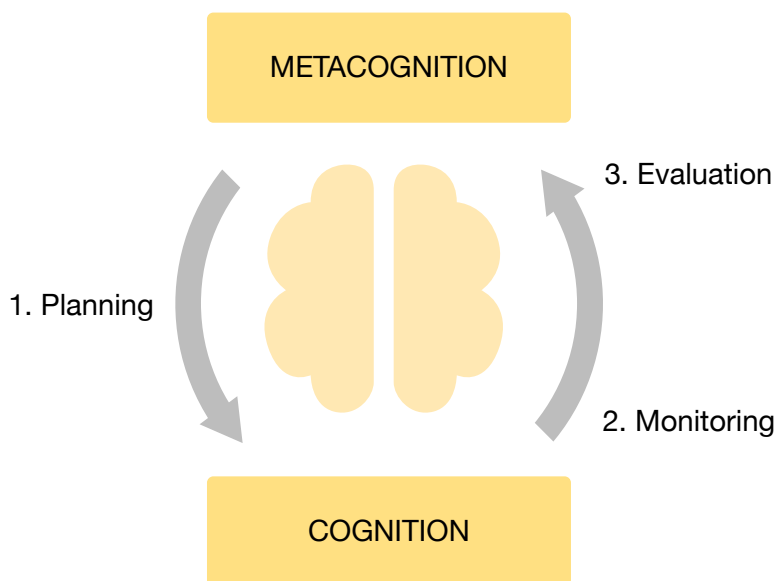 METACOGNITION
3. Evaluation
1. Planning
2. Monitoring
COGNITION